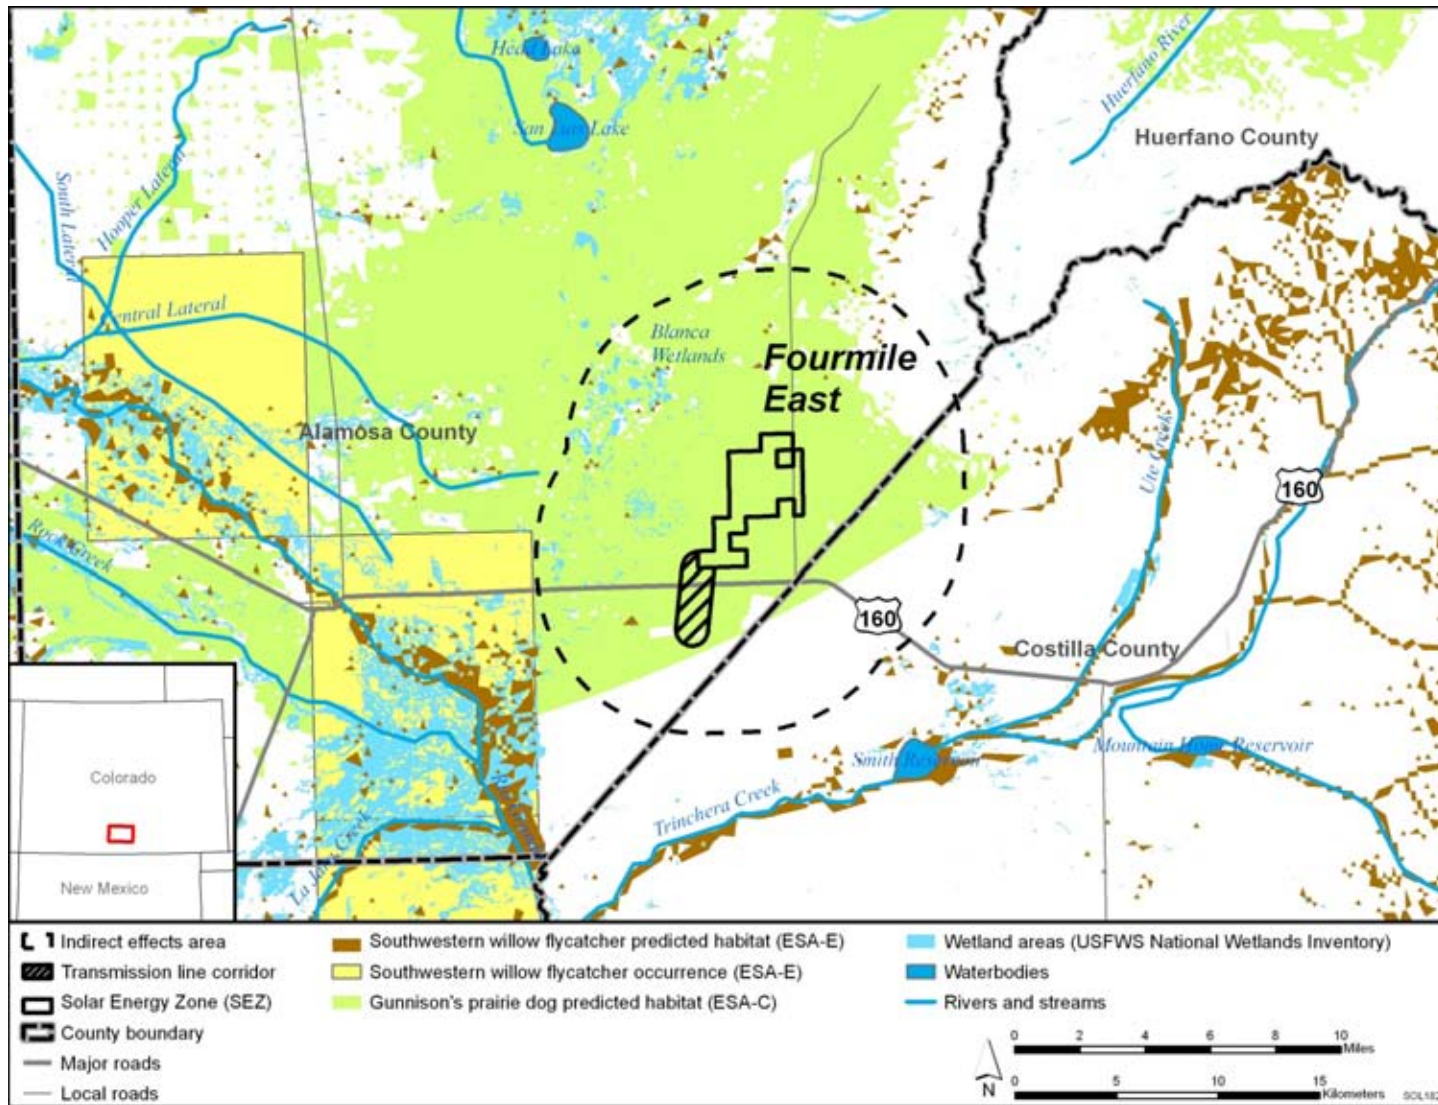 Head Lake
San Luis Lake
Huerfano River
Huerfano County
South Lateral
Hooper Lateral
Central Lateral
Blanca
Wetlands
Fourmile
East
Alamosa County
Rock Creek
Ute Creek
160
160
Costilla County
Smith Reservoir
Mountain Home Reservoir
Trinchera Creek
La Jara Creek
Colorado
New Mexico
Indirect effects area
Transmission line corridor
Solar Energy Zone (SEZ)
County boundary
Major roads
Local roads
Southwestern willow flycatcher predicted habitat (ESA-E)
Southwestern willow flycatcher occurrence (ESA-E)
Gunnison's prairie dog predicted habitat (ESA-C)
Wetland areas (USFWS National Wetlands Inventory)
Waterbodies
Rivers and streams
N
0 2 4 6 8 10
Miles
0 5 10 15
Kilometers